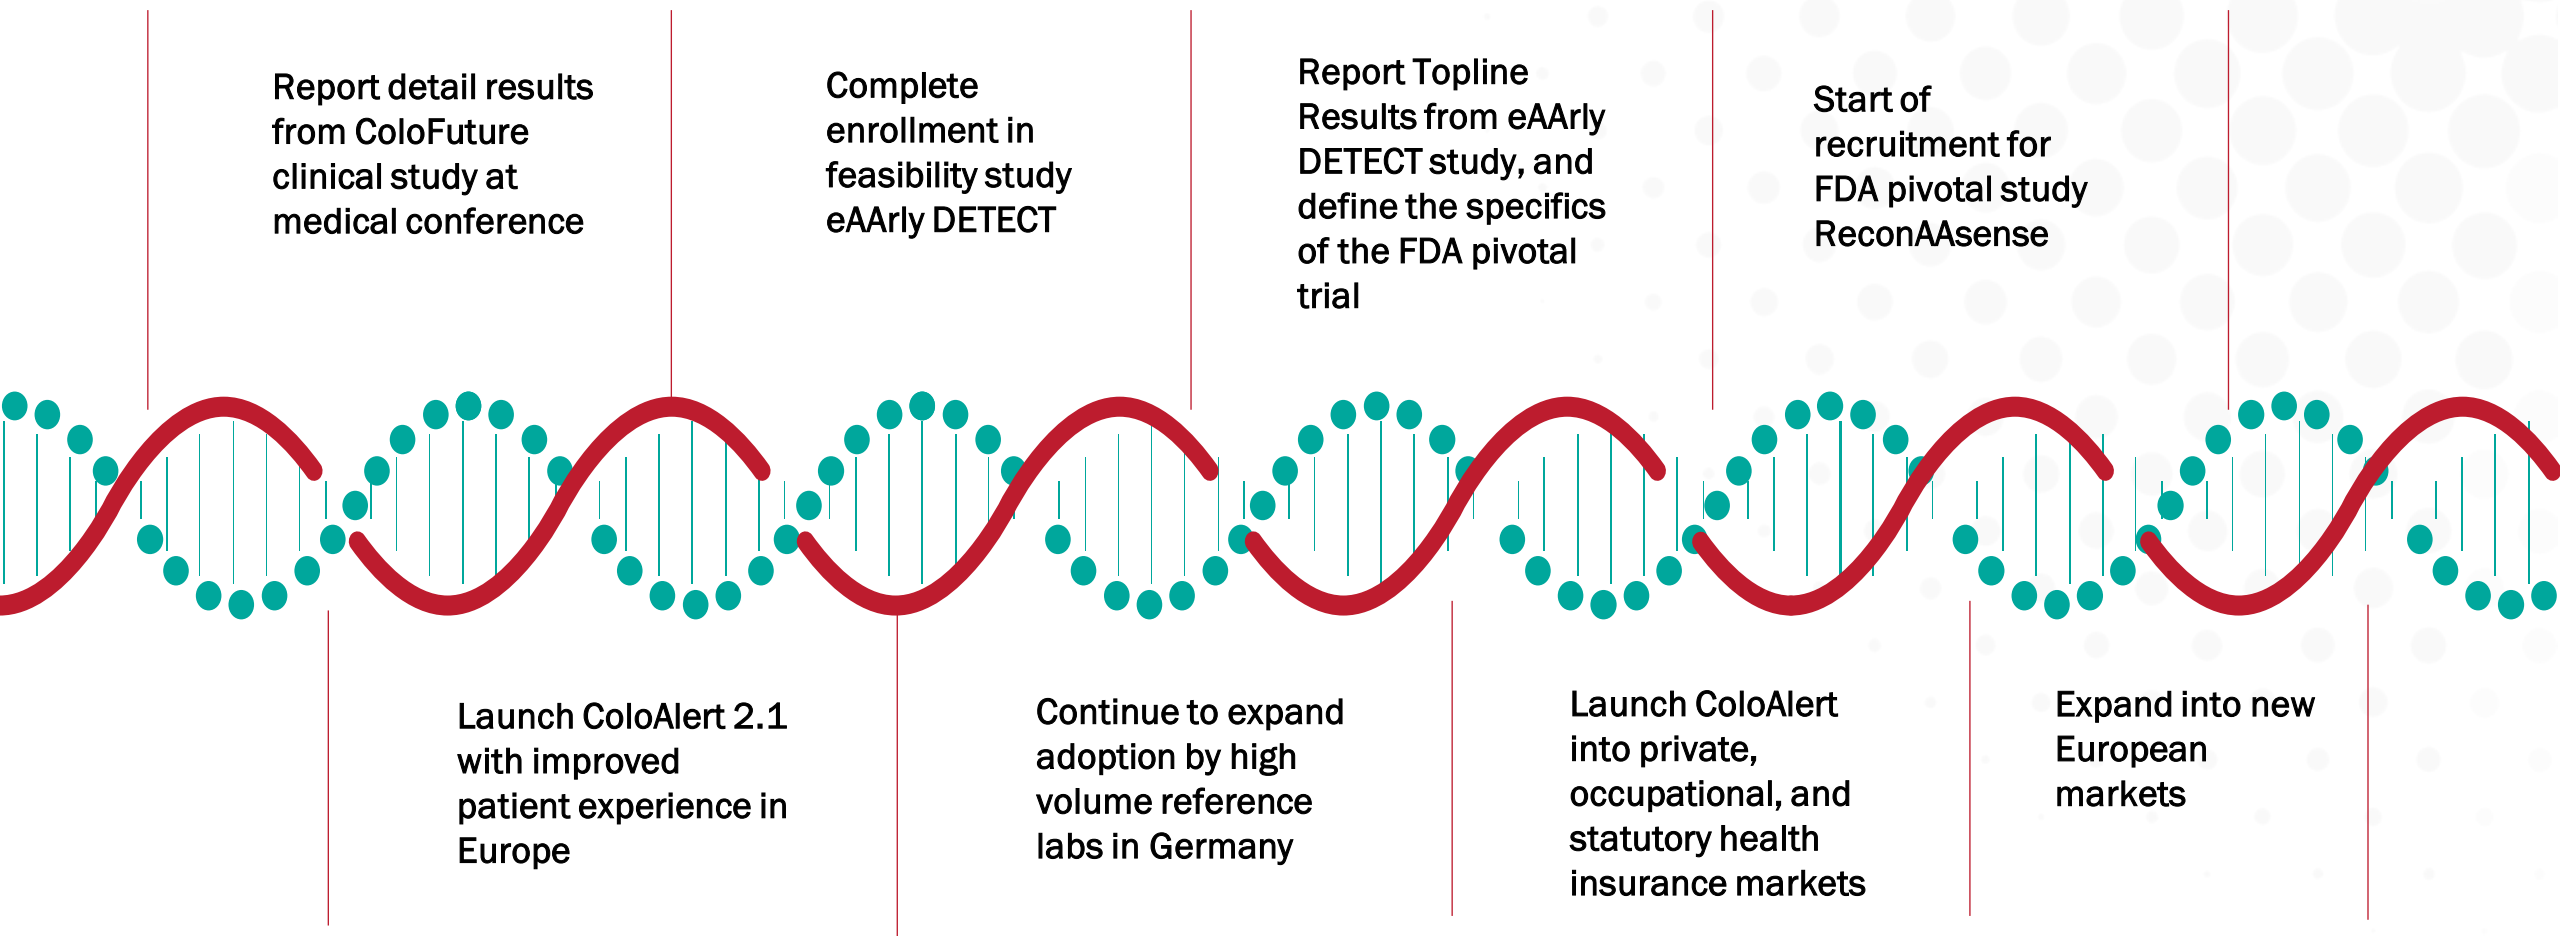 Report detail results
from ColoFuture
clinical study at
medical conference
Complete
enrollment in
feasibility study
eAArly DETECT
Report Topline
Results from eAArly
DETECT study, and
define the specifics
of the FDA pivotal
trial
Start of
recruitment for
FDA pivotal study
ReconAAsense
Launch ColoAlert 2.1
with improved
patient experience in
Europe
Continue to expand
adoption by high
volume reference
labs in Germany
Launch ColoAlert
into private,
occupational, and
statutory health
insurance markets
Expand into new
European
markets